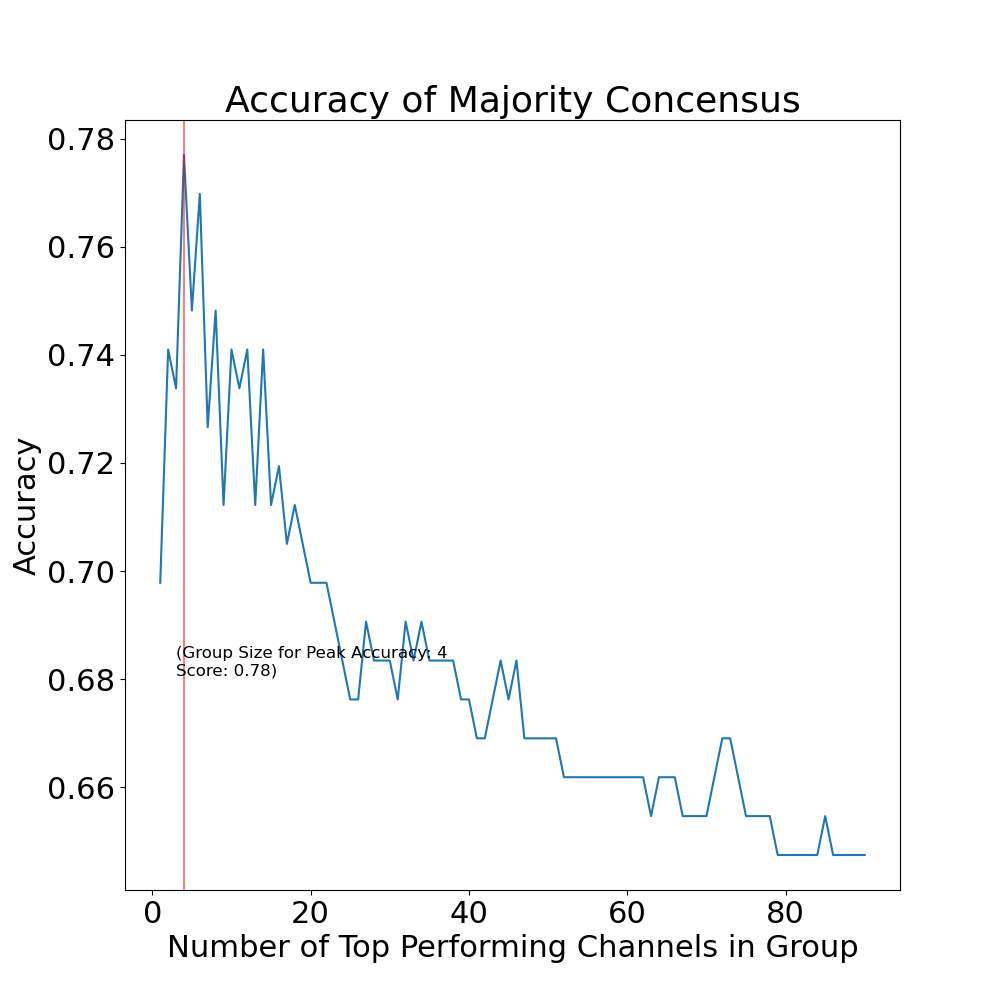 Accuracy of Majority Concensus
0.78
0.76
0.74
0.72
0.70
0.68
0.66
Accuracy
(Group Size for Peak Accuracy: 4
Score: 0.78)
0 20 40 60 80
Number of Top Performing Channels in Group